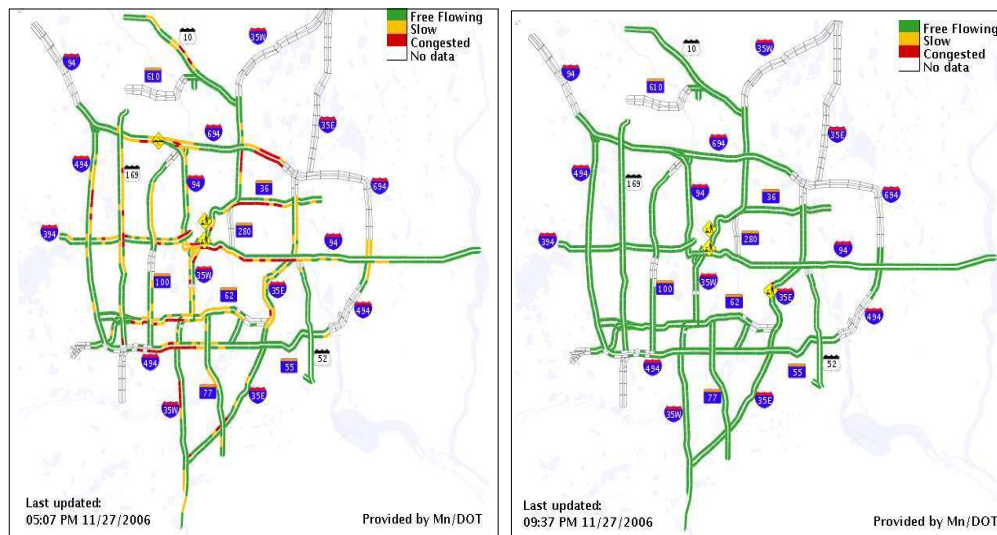 Free Flowing
Slow
Congested
No data
94
10
35W
610
35E
694
494
169
94
36
694
394
280
94
100
35W
62
35E
494
494
55
52
77
35W
35E
Last updated:
05:07 PM 11/27/2006
Provided by Mn/DOT
Free Flowing
Slow
Congested
No data
94
10
35W
610
35E
694
494
169
94
36
694
394
280
94
100
35W
62
35E
494
494
55
52
77
35W
35E
Last updated:
09:37 PM 11/27/2006
Provided by Mn/DOT